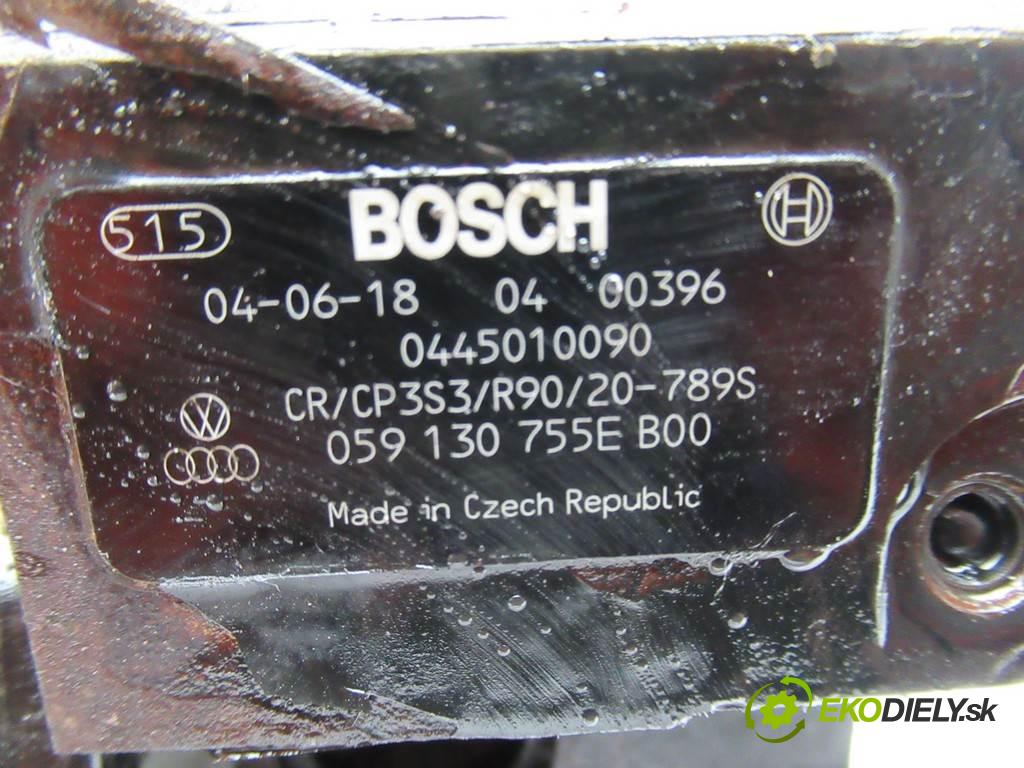 515 BOSCH
04-06-18 04 00396
0445010090
CR/CP3S3/R90/20-789S
059 130 755E B00
Made in Czech Republic
EKODIELY.sk